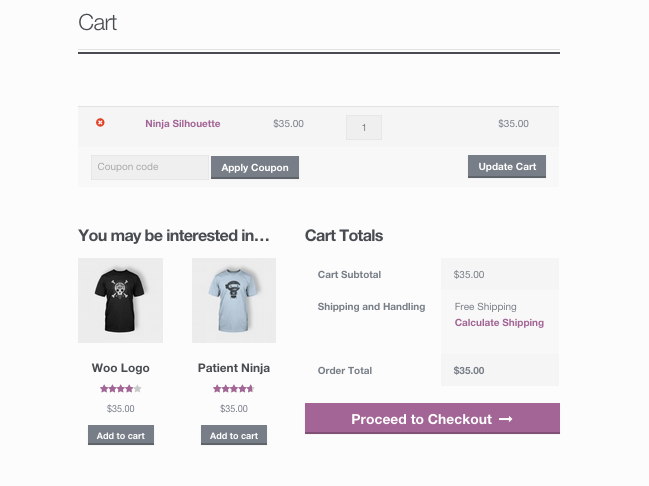 Cart
Ninja Silhouette $35.00 1 $35.00
Coupon code Apply Coupon Update Cart
You may be interested in…
Woo Logo Patient Ninja
$35.00 $35.00
Add to cart Add to cart
Cart Totals
Cart Subtotal $35.00
Shipping and Handling Free Shipping
Calculate Shipping
Order Total $35.00
Proceed to Checkout →